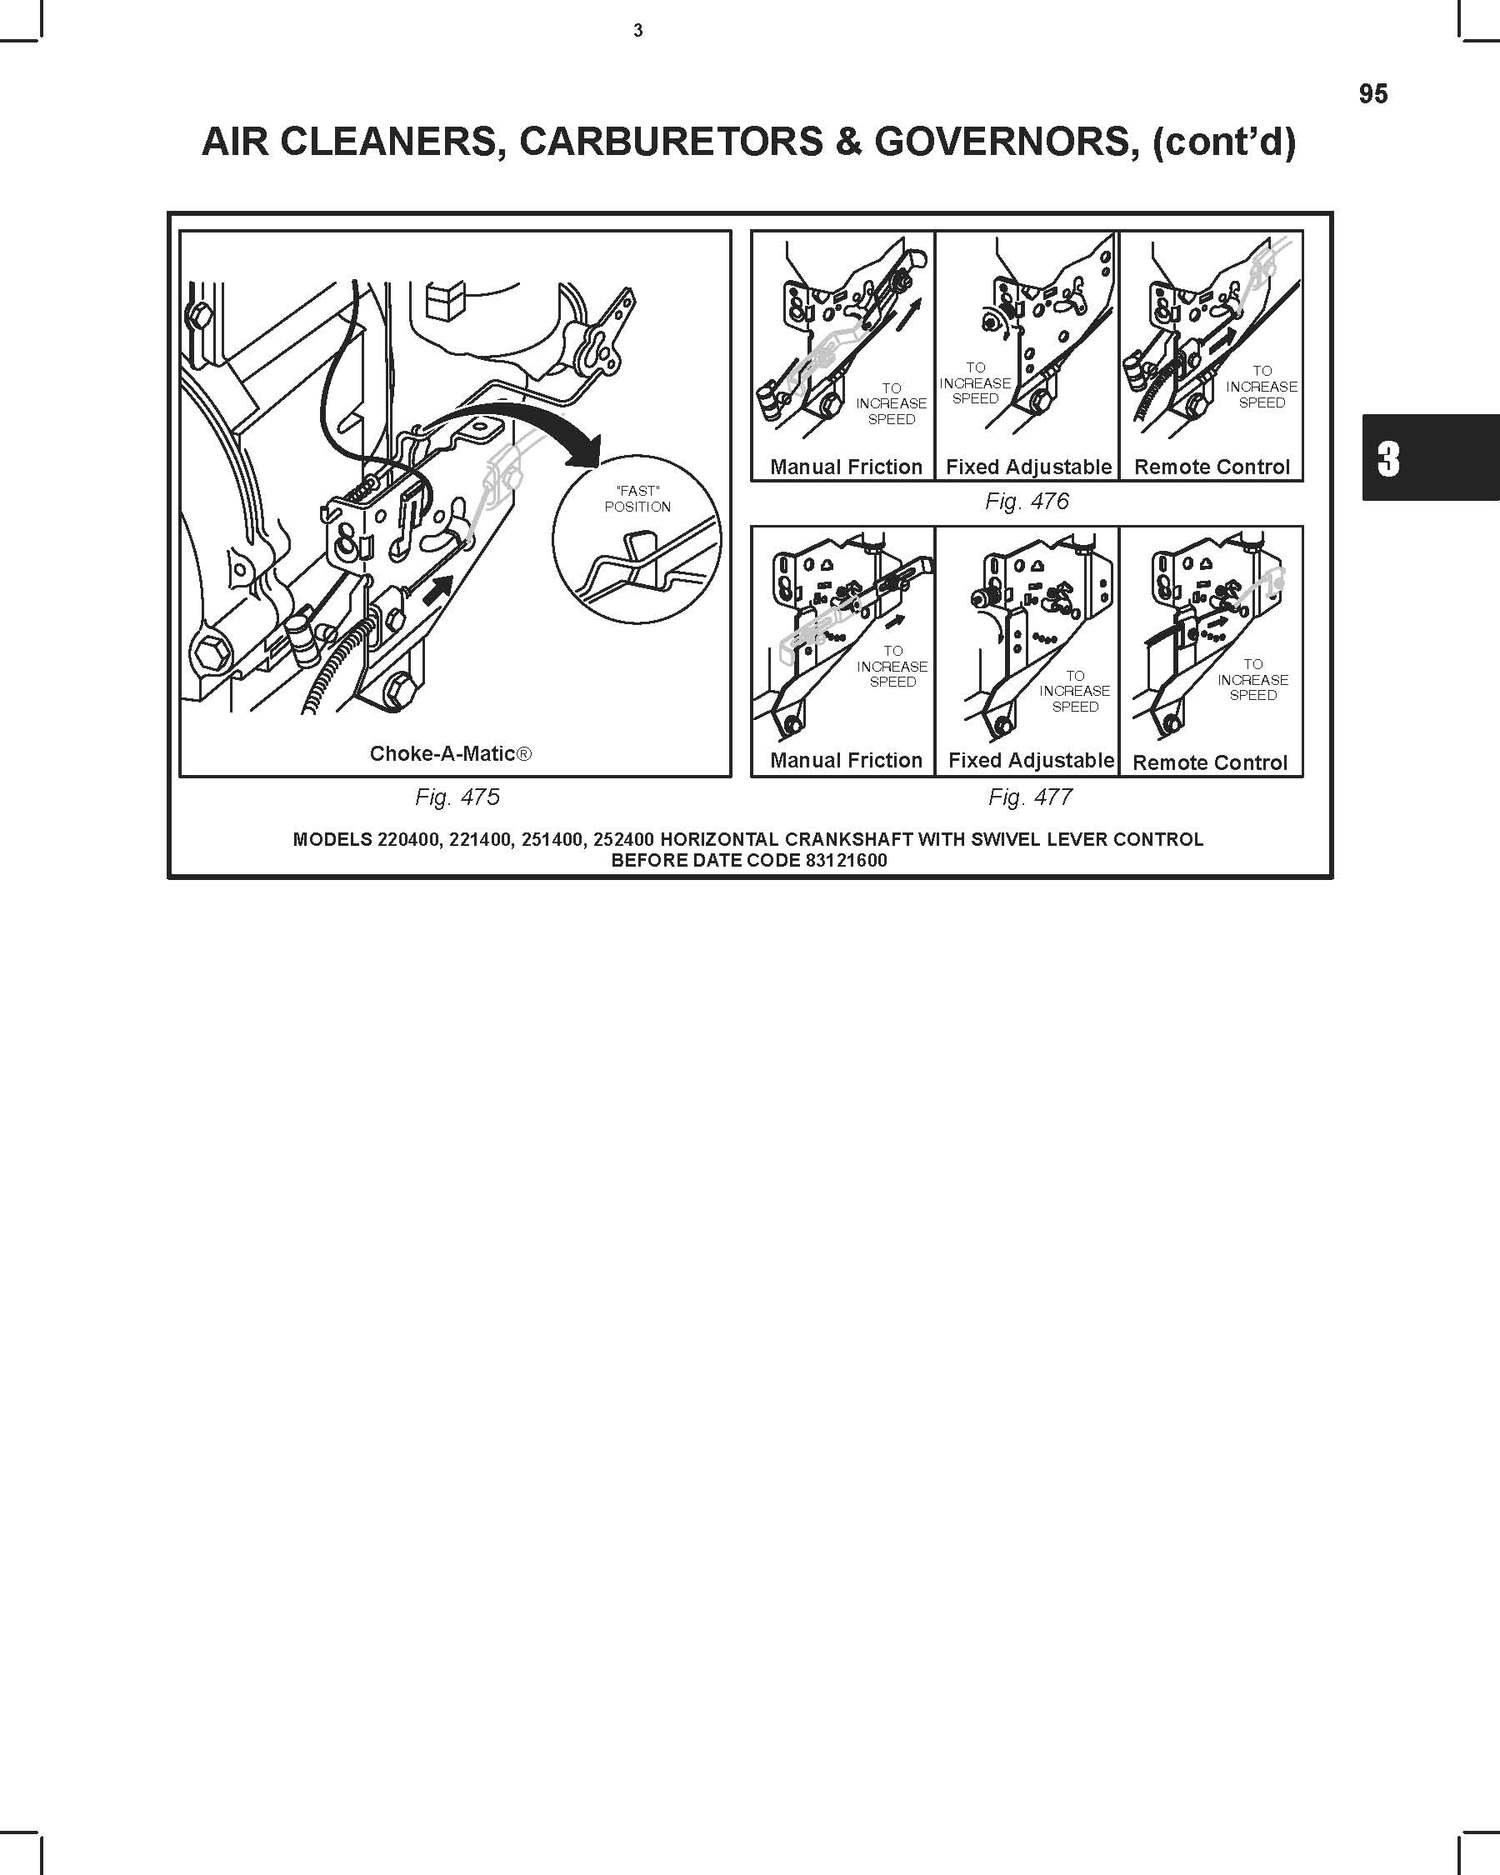 3
95
AIR CLEANERS, CARBURETORS & GOVERNORS, (cont’d)
"FAST"
POSITION
Choke-A-Matic®
Fig. 475
TO
INCREASE
SPEED
Manual Friction
TO
INCREASE
SPEED
Fixed Adjustable
TO
INCREASE
SPEED
Remote Control
Fig. 476
3
TO
INCREASE
SPEED
Manual Friction
TO
INCREASE
SPEED
Fixed Adjustable
TO
INCREASE
SPEED
Remote Control
Fig. 477
MODELS 220400, 221400, 251400, 252400 HORIZONTAL CRANKSHAFT WITH SWIVEL LEVER CONTROL
BEFORE DATE CODE 83121600